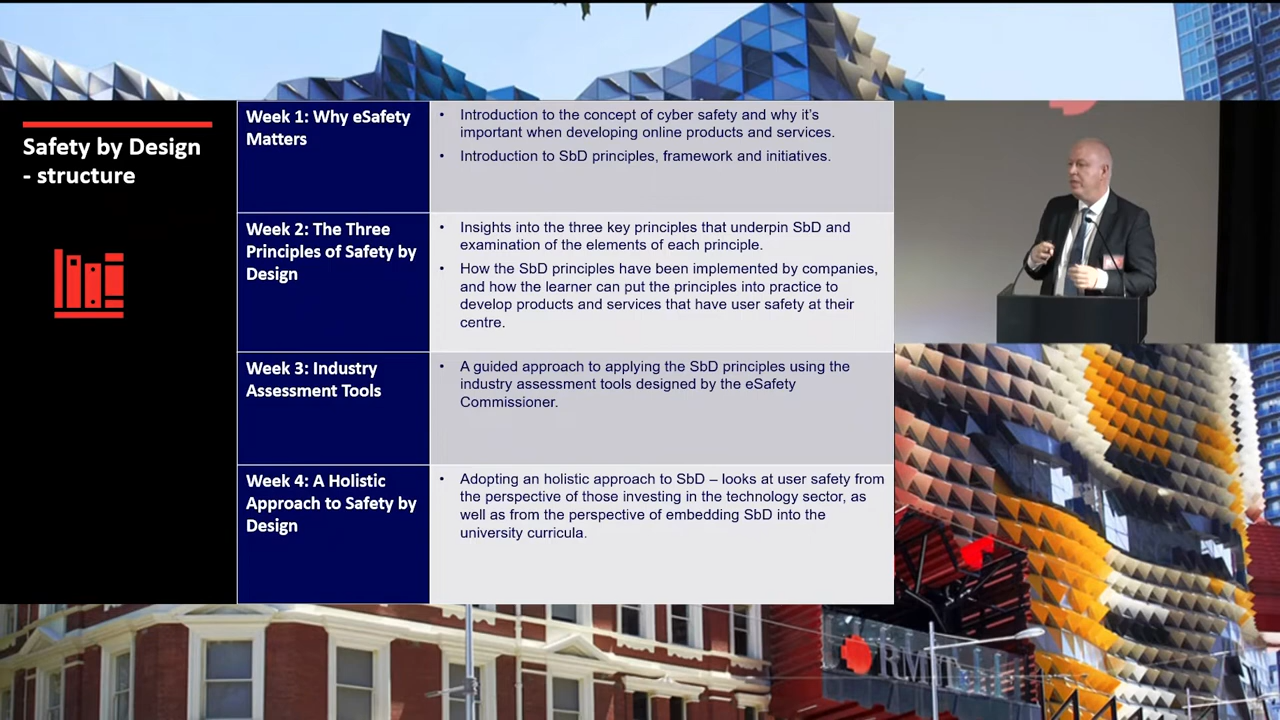 Safety by Design
- structure
Week 1: Why eSafety
Matters
• Introduction to the concept of cyber safety and why it's
important when developing online products and services.
• Introduction to SbD principles, framework and initiatives.
Week 2: The Three
Principles of Safety by
Design
• Insights into the three key principles that underpin SbD and
examination of the elements of each principle.
• How the SbD principles have been implemented by companies,
and how the learner can put the principles into practice to
develop products and services that have user safety at their
centre.
Week 3: Industry
Assessment Tools
• A guided approach to applying the SbD principles using the
industry assessment tools designed by the eSafety
Commissioner.
Week 4: A Holistic
Approach to Safety by
Design
• Adopting an holistic approach to SbD – looks at user safety from
the perspective of those investing in the technology sector, as
well as from the perspective of embedding SbD into the
university curricula.
RMIT